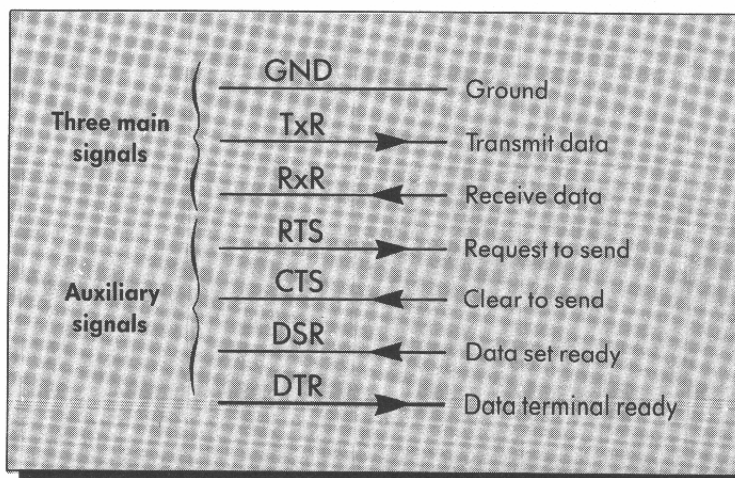 GND
Ground
Three main
signals
TxR
Transmit data
RxR
Receive data
RTS
Request to send
Auxiliary
signals
CTS
Clear to send
DSR
Data set ready
DTR
Data terminal ready